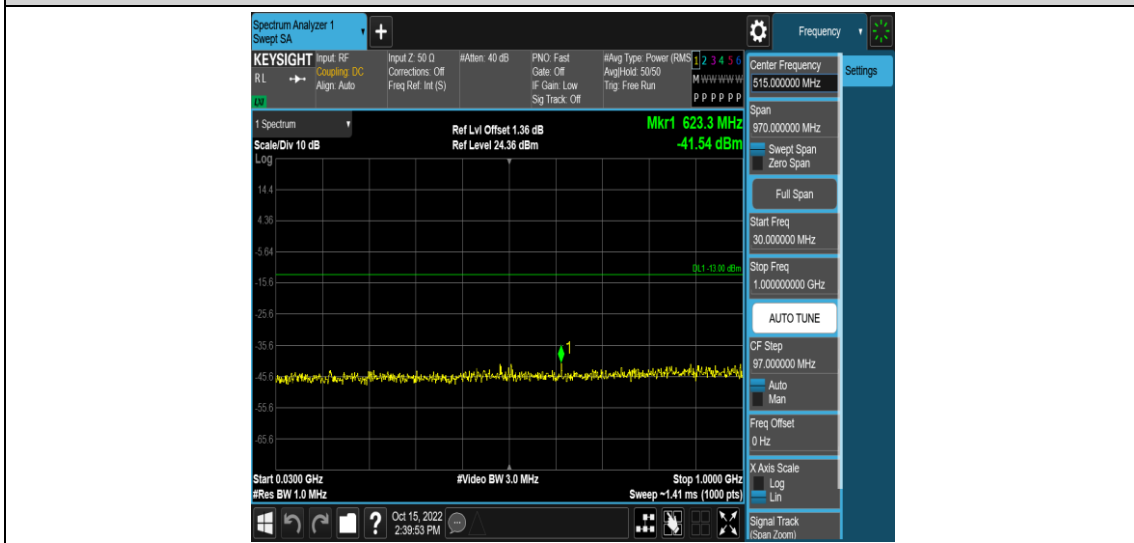 Spectrum Analyzer 1
Swept SA
+
Frequency
KEYSIGHT
RL
LXI
Input: RF
Coupling: DC
Align: Auto
Input Z: 50 Ω
Corrections: Off
Freq Ref: Int (S)
#Atten: 40 dB
PNO: Fast
Gate: Off
IF Gain: Low
Sig Track: Off
#Avg Type: Power (RMS
Avg|Hold: 50/50
Trig: Free Run
1 2 3 4 5 6
M W W W W W
P P P P P P
Center Frequency
515.000000 MHz
Settings
1 Spectrum
Scale/Div 10 dB
Log
Ref Lvl Offset 1.36 dB
Ref Level 24.36 dBm
Mkr1 623.3 MHz
-41.54 dBm
14.4
4.36
-5.64
-15.6
-25.6
-35.6
-45.6
-55.6
-65.6
DL1 -13.00 dBm
1
Start 0.0300 GHz
#Res BW 1.0 MHz
#Video BW 3.0 MHz
Stop 1.0000 GHz
Sweep ~1.41 ms (1000 pts)
Span
970.000000 MHz
Swept Span
Zero Span
Full Span
Start Freq
30.000000 MHz
Stop Freq
1.000000000 GHz
AUTO TUNE
CF Step
97.000000 MHz
Auto
Man
Freq Offset
0 Hz
X Axis Scale
Log
Lin
Signal Track
(Span Zoom)
?
Oct 15, 2022
2:39:53 PM